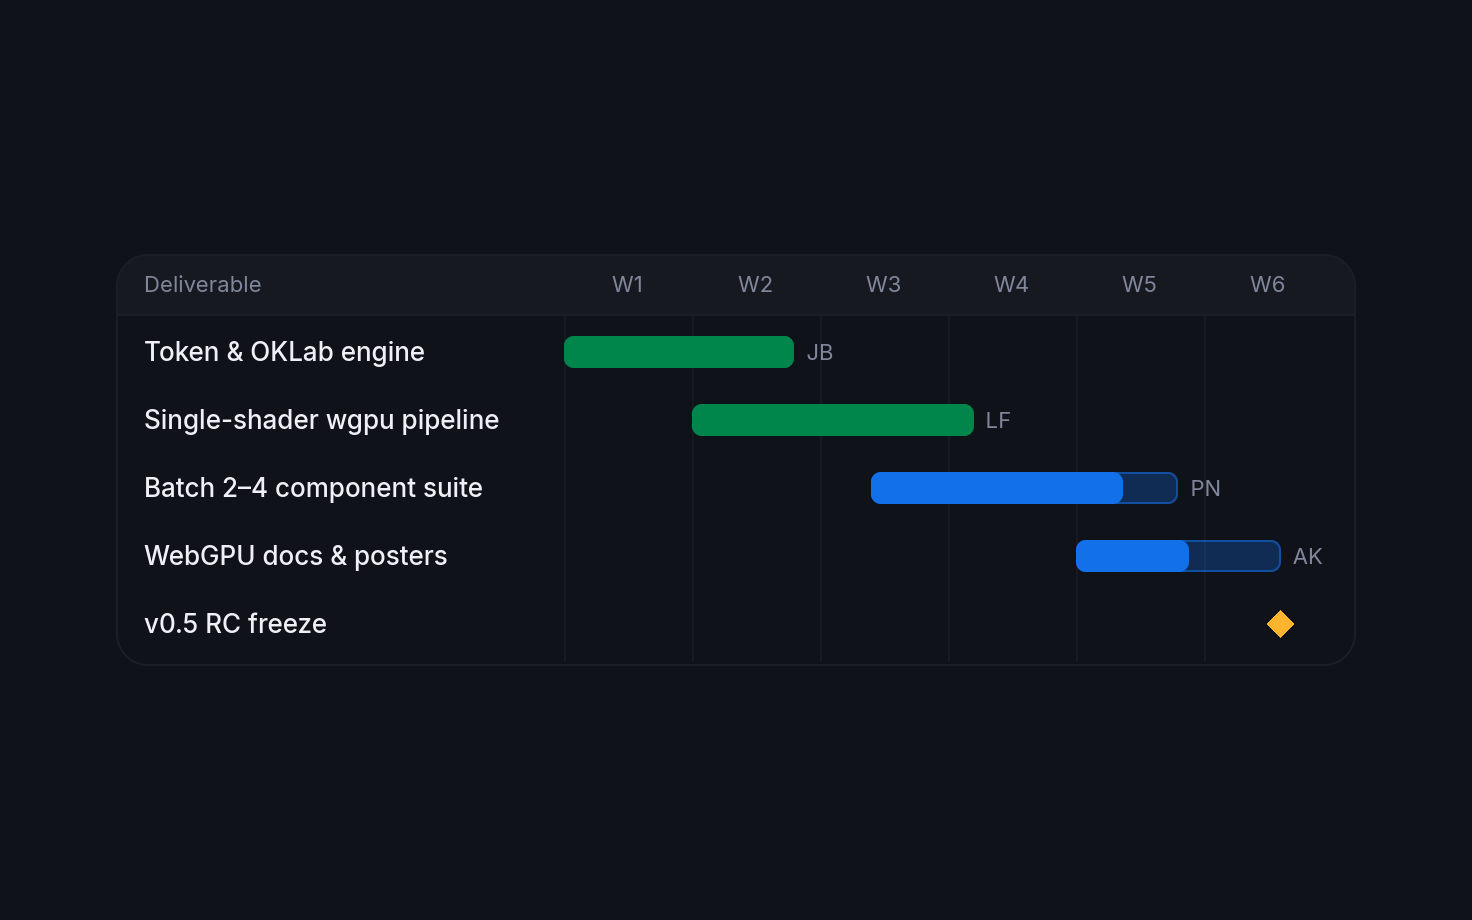 Deliverable W1 W2 W3 W4 W5 W6
Token & OKLab engine JB
Single-shader wgpu pipeline LF
Batch 2–4 component suite PN
WebGPU docs & posters AK
v0.5 RC freeze